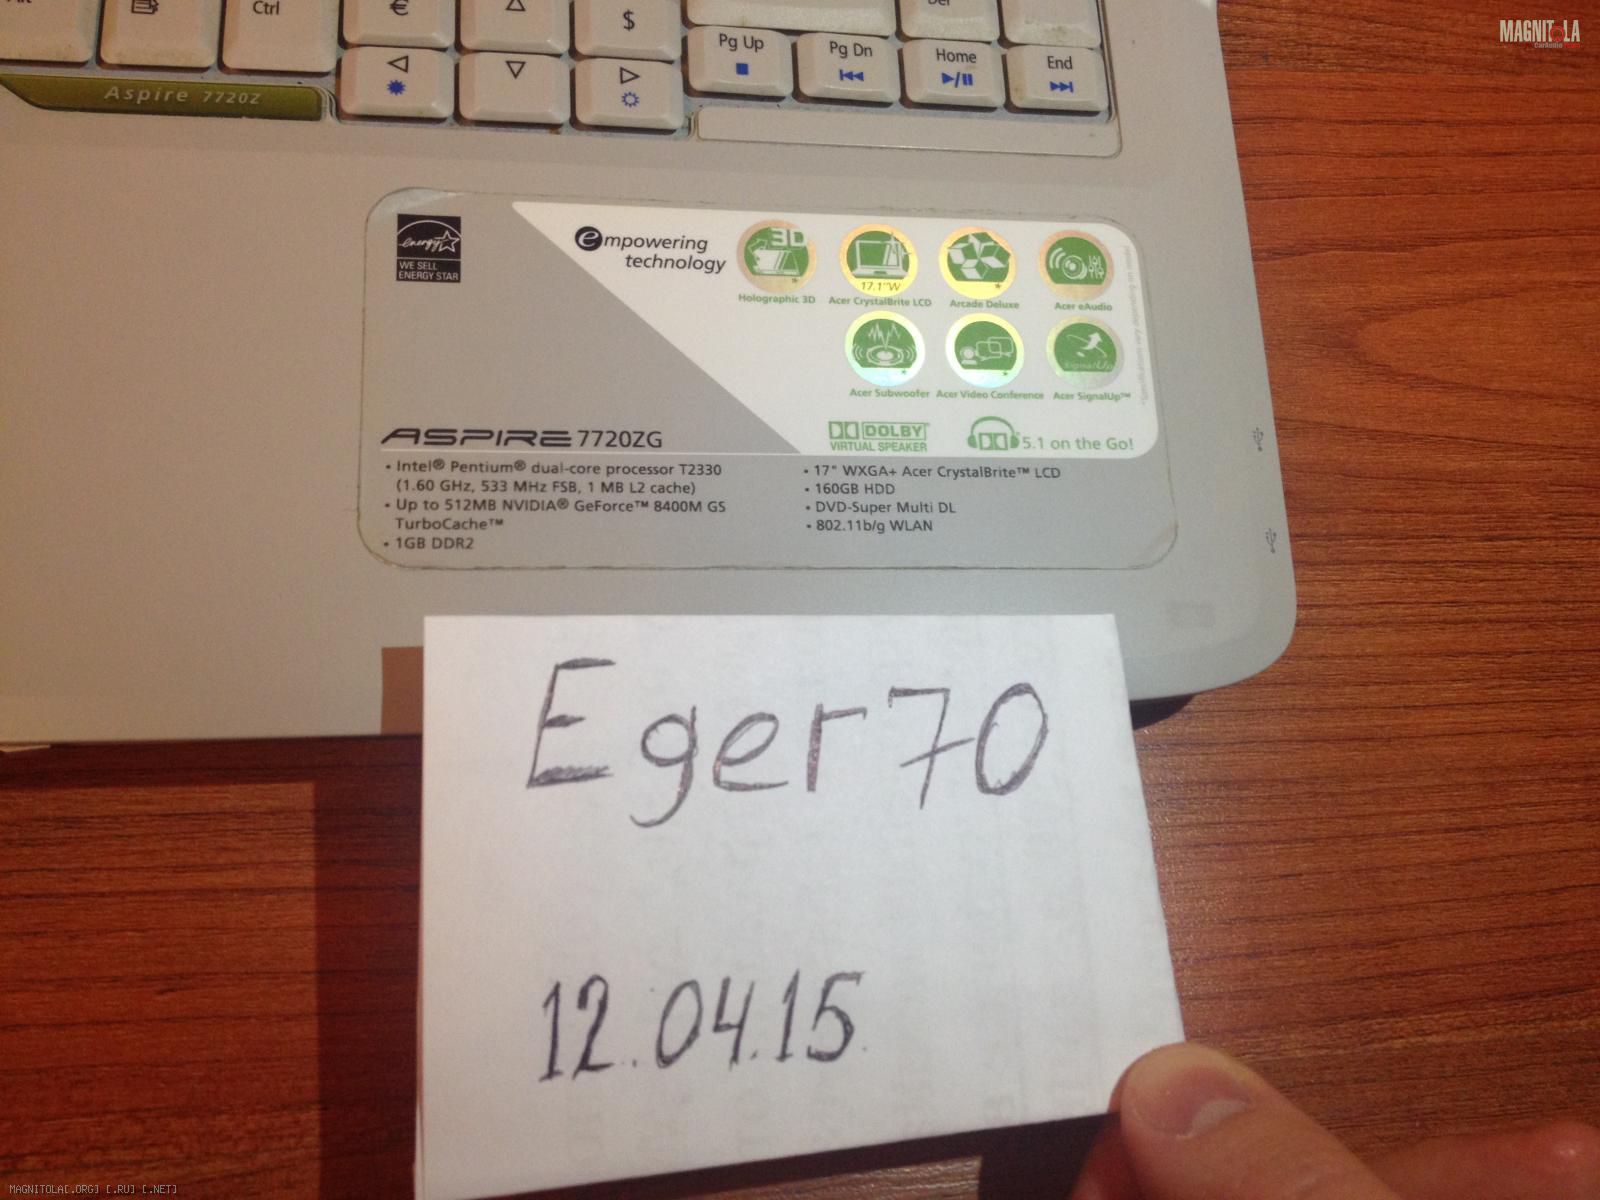 MAGNITOLA
CarAudio
Ctrl
€
$
Pg Up
Pg Dn
Home
End
Aspire 7720Z
energy
WE SELL
ENERGY STAR
empowering
technology
3D
17.1"W
Holographic 3D
Acer CrystalBrite LCD
Arcade Deluxe
Acer eAudio
SignalUp
Acer Subwoofer
Acer Video Conference
Acer SignalUp™
DOLBY
VIRTUAL SPEAKER
5.1 on the Go!
ASPIRE 7720ZG
• Intel® Pentium® dual-core processor T2330
(1.60 GHz, 533 MHz FSB, 1 MB L2 cache)
• Up to 512MB NVIDIA® GeForce™ 8400M GS
TurboCache™
• 1GB DDR2
• 17" WXGA+ Acer CrystalBrite™ LCD
• 160GB HDD
• DVD-Super Multi DL
• 802.11b/g WLAN
Eger70
12.04.15
MAGNITOLA[.ORG] [.RU] [.NET]